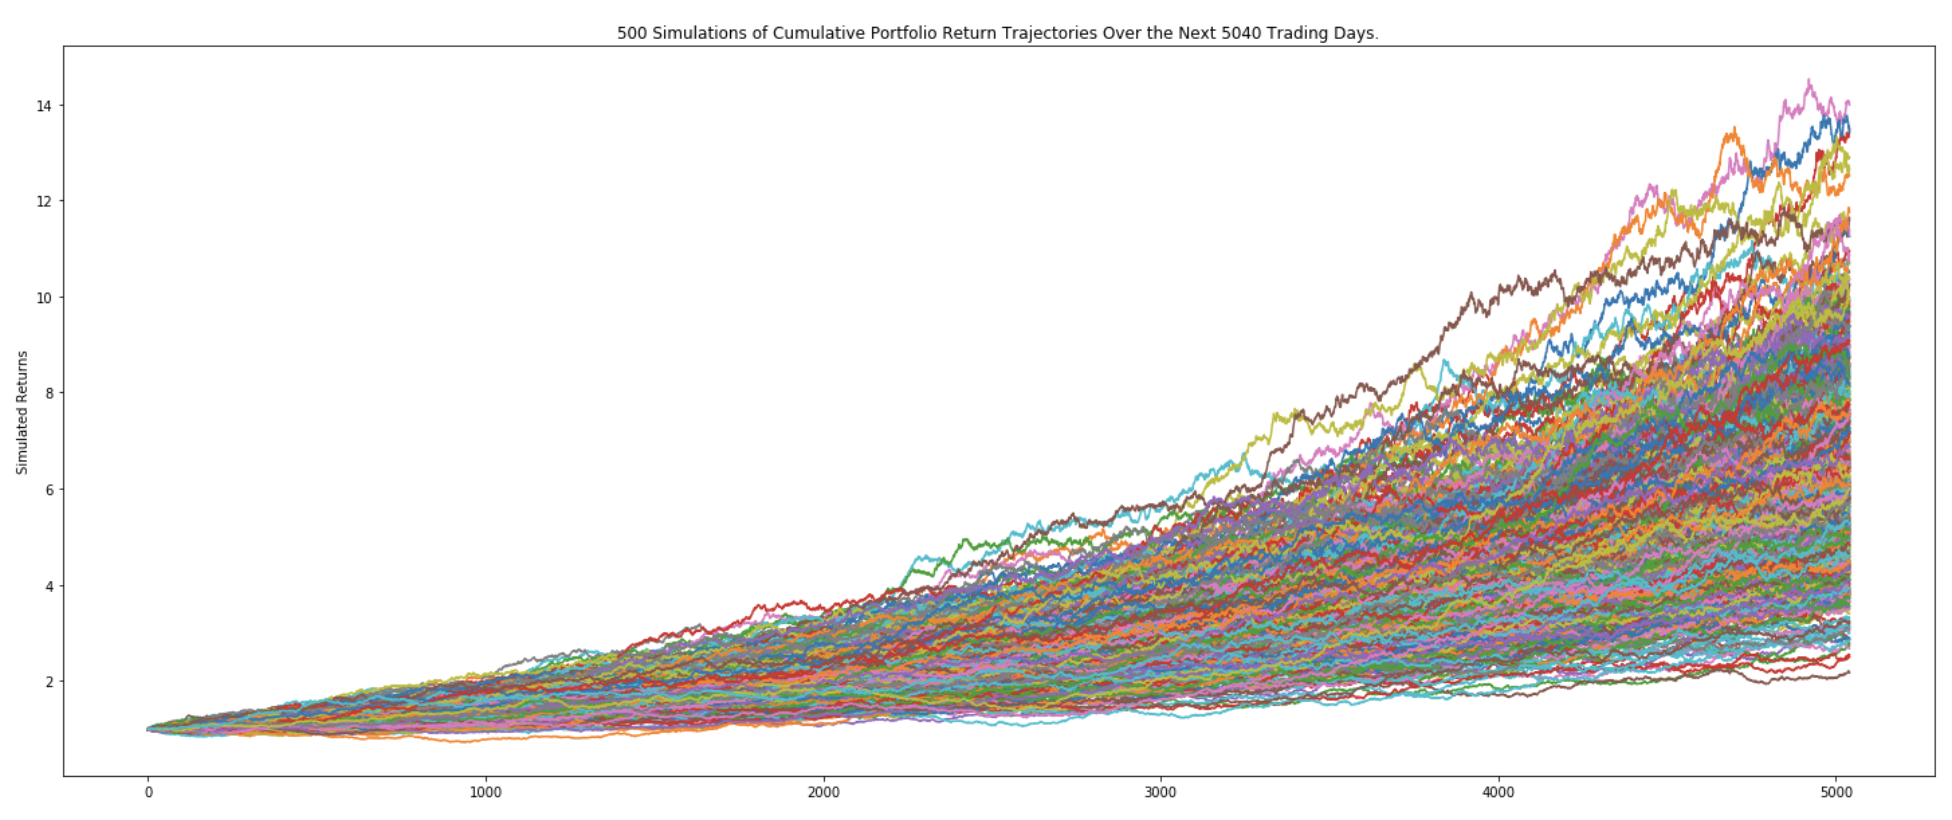 500 Simulations of Cumulative Portfolio Return Trajectories Over the Next 5040 Trading Days.
Simulated Returns
14
12
10
8
6
4
2
0 1000 2000 3000 4000 5000